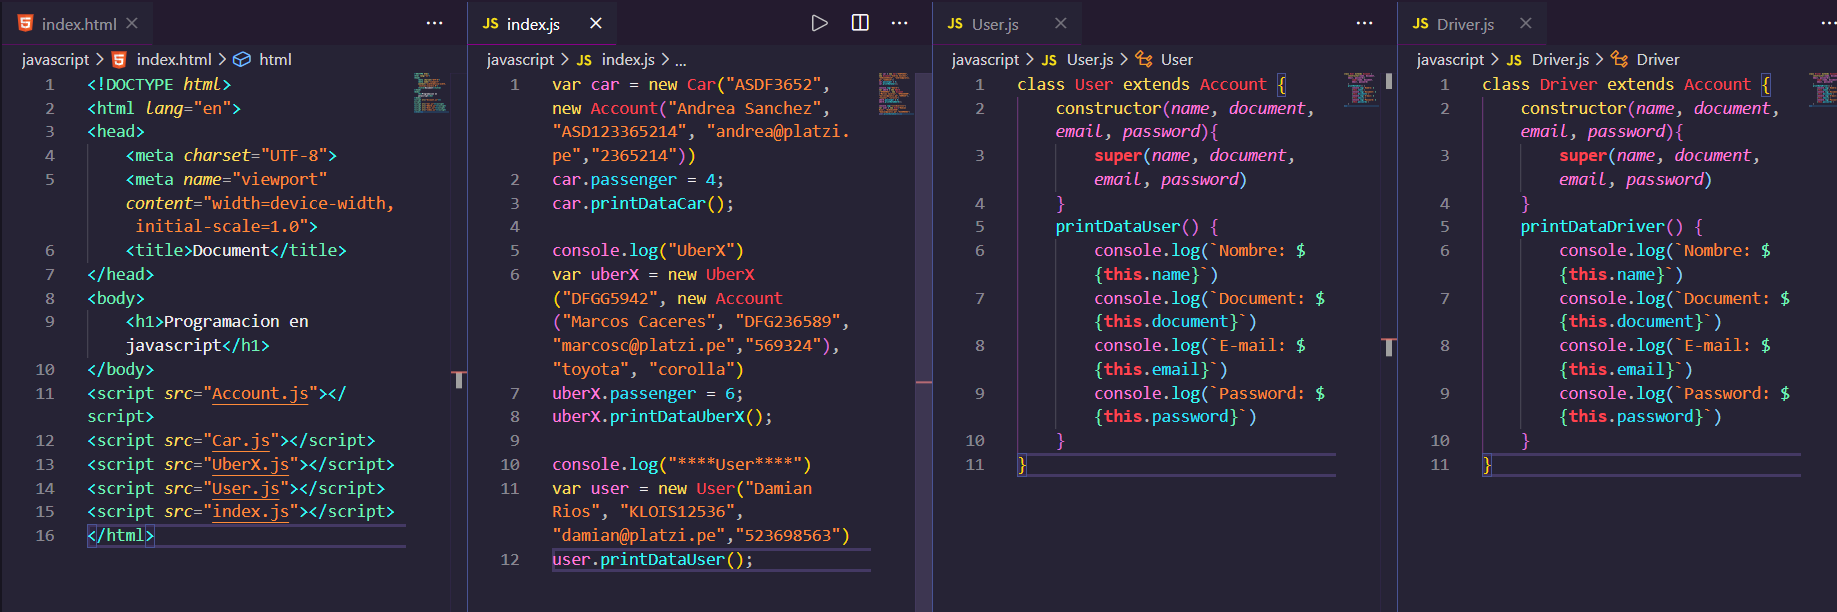 index.html
javascript > index.html > html
1 <!DOCTYPE html>
2 <html lang="en">
3 <head>
4 <meta charset="UTF-8">
5 <meta name="viewport"
content="width=device-width,
initial-scale=1.0">
6 <title>Document</title>
7 </head>
8 <body>
9 <h1>Programacion en
javascript</h1>
10 </body>
11 <script src="Account.js"></
script>
12 <script src="Car.js"></script>
13 <script src="UberX.js"></script>
14 <script src="User.js"></script>
15 <script src="index.js"></script>
16 </html>
JS index.js
javascript > JS index.js > ...
1 var car = new Car("ASDF3652",
new Account("Andrea Sanchez",
"ASD123365214", "andrea@platzi.
pe","2365214"))
2 car.passenger = 4;
3 car.printDataCar();
4
5 console.log("UberX")
6 var uberX = new UberX
("DFGG5942", new Account
("Marcos Caceres", "DFG236589",
"marcosc@platzi.pe","569324"),
"toyota", "corolla")
7 uberX.passenger = 6;
8 uberX.printDataUberX();
9
10 console.log("****User****")
11 var user = new User("Damian
Rios", "KLOIS12536",
"damian@platzi.pe","523698563")
12 user.printDataUser();
JS User.js
javascript > JS User.js > User
1 class User extends Account {
2 constructor(name, document,
email, password){
3 super(name, document,
email, password)
4 }
5 printDataUser() {
6 console.log(`Nombre: $
{this.name}`)
7 console.log(`Document: $
{this.document}`)
8 console.log(`E-mail: $
{this.email}`)
9 console.log(`Password: $
{this.password}`)
10 }
11 }
JS Driver.js
javascript > JS Driver.js > Driver
1 class Driver extends Account {
2 constructor(name, document,
email, password){
3 super(name, document,
email, password)
4 }
5 printDataDriver() {
6 console.log(`Nombre: $
{this.name}`)
7 console.log(`Document: $
{this.document}`)
8 console.log(`E-mail: $
{this.email}`)
9 console.log(`Password: $
{this.password}`)
10 }
11 }